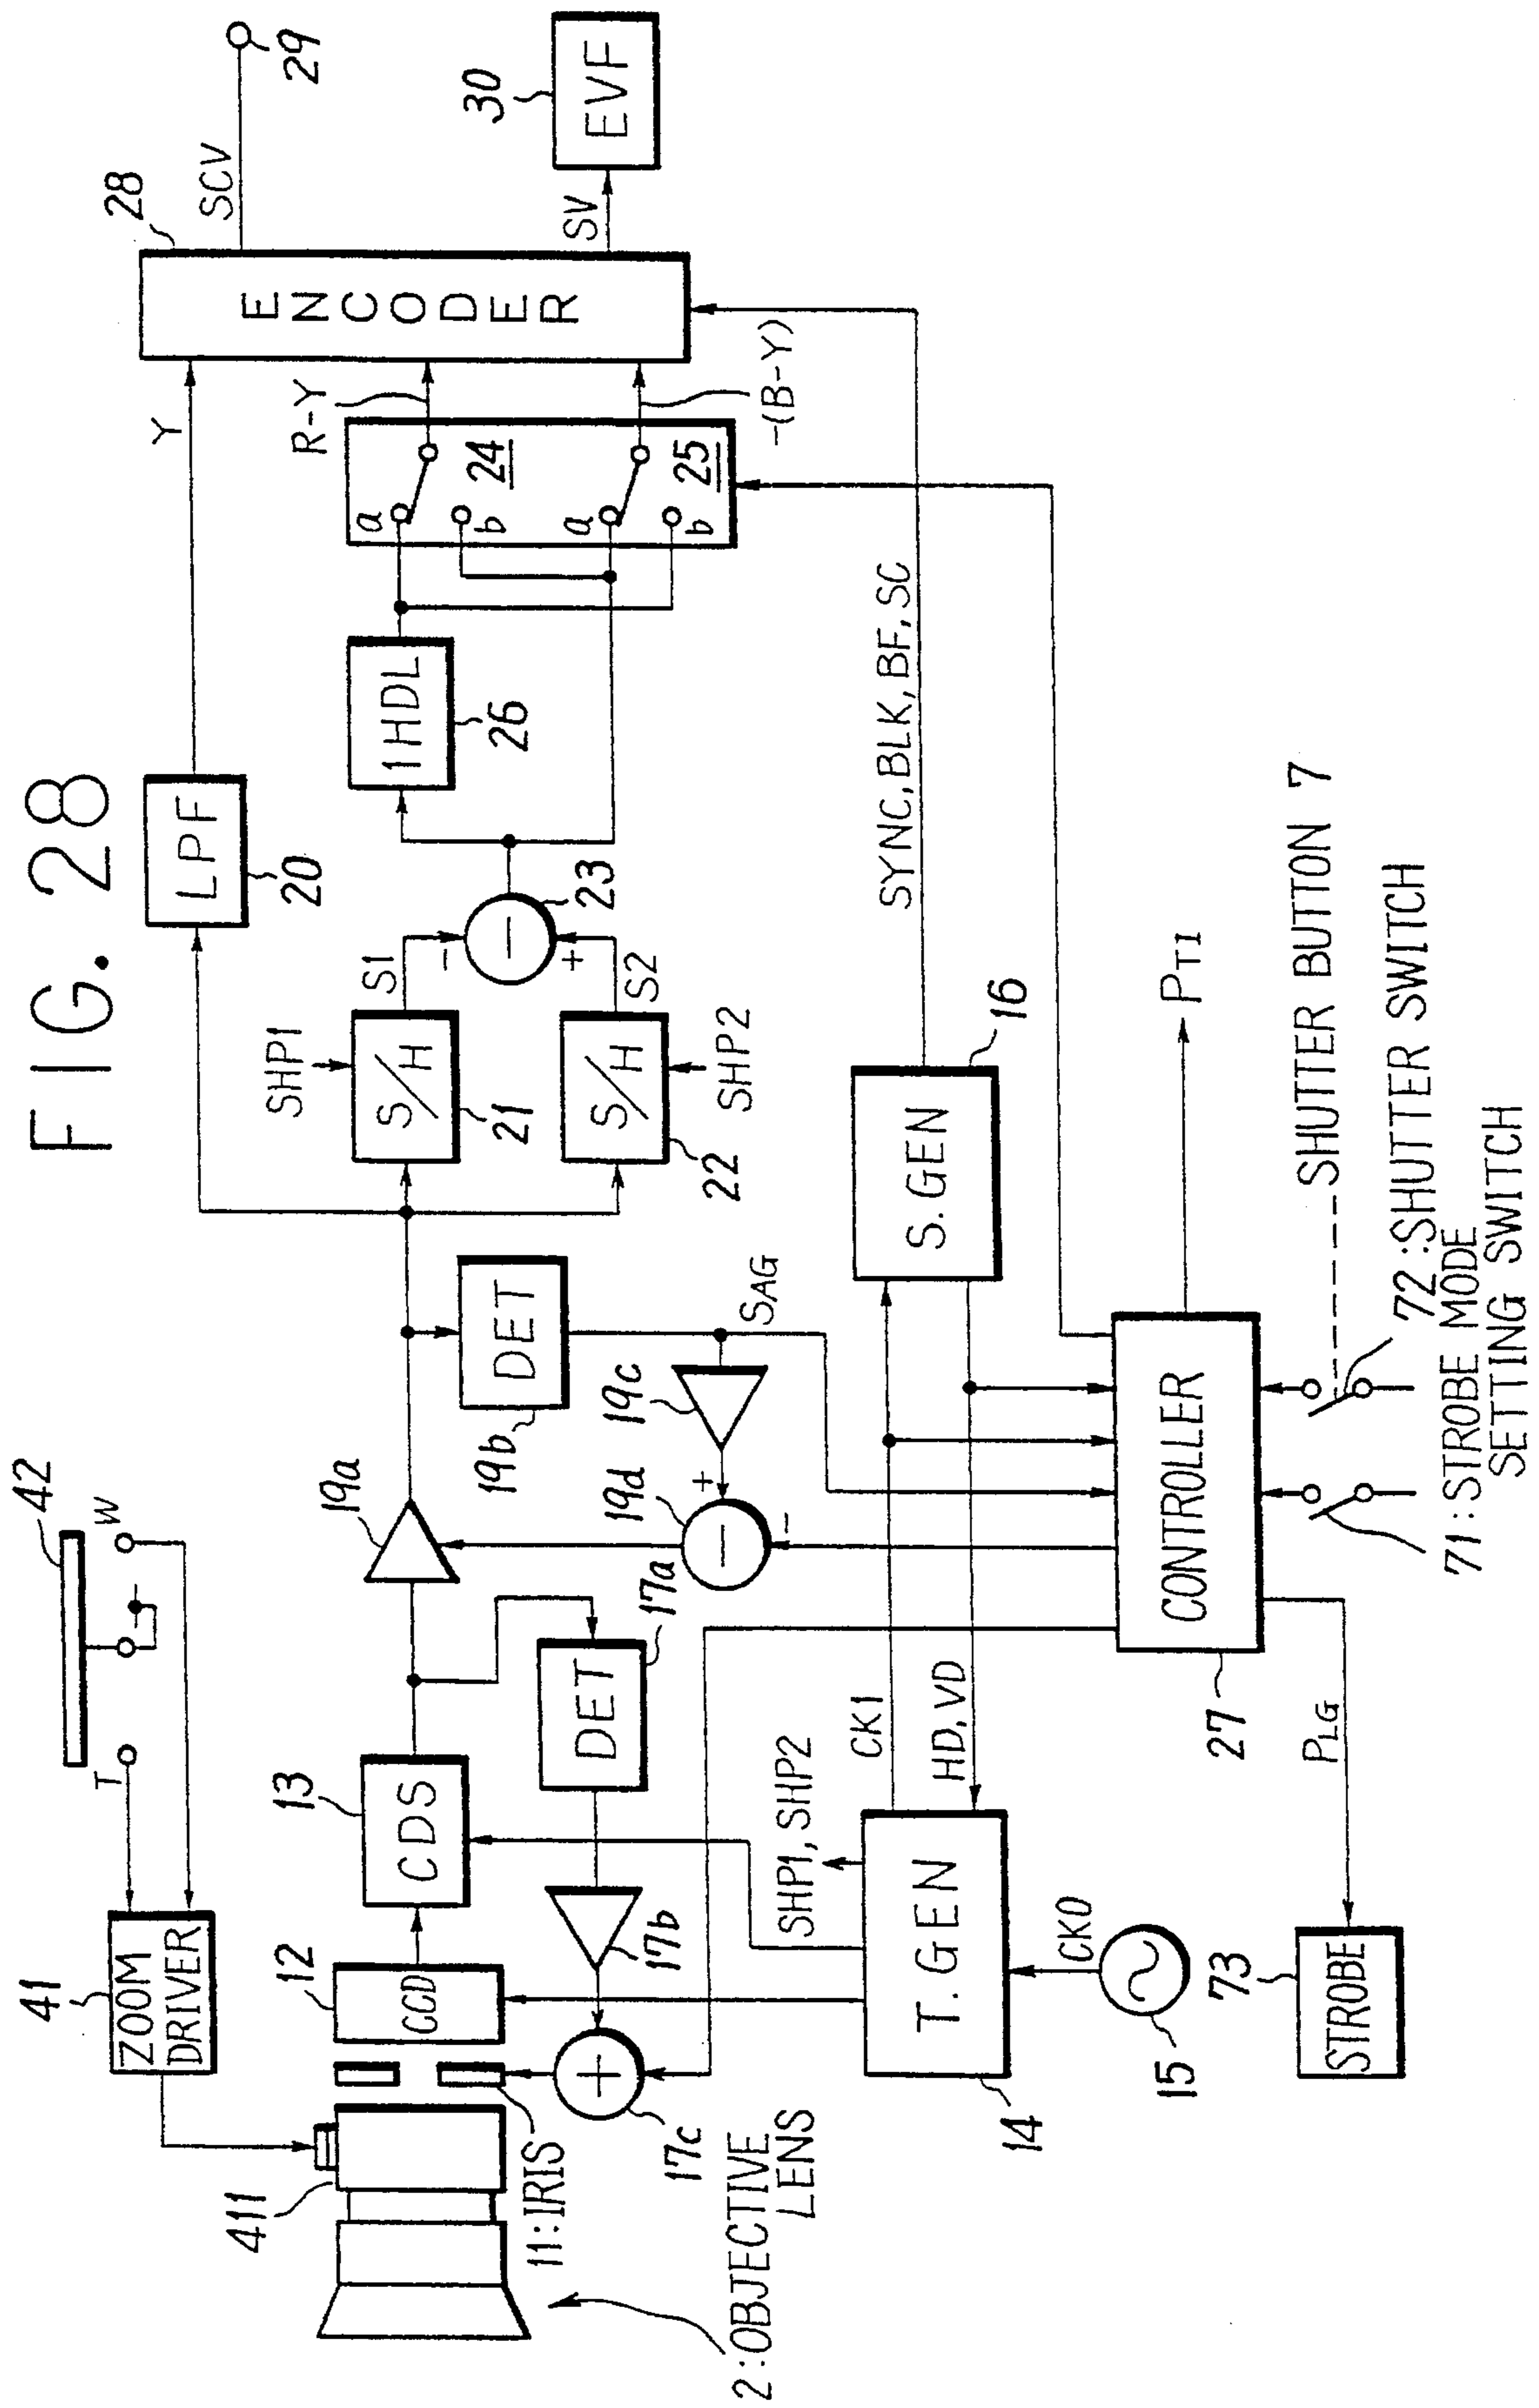 FIG. 28
41
ZOOM
DRIVER
T
42
W
411
2:OBJECTIVE
LENS
11:IRIS
12
CCD
13
CDS
17c
+
17b
DET
17a
19a
19b
DET
19c
19d
+
−
−
SAG
LPF
20
Y
SHP1
S/H
21
S1
S/H
22
SHP2
S2
−
−
+
23
1HDL
26
a
b
24
a
b
25
R-Y
-(B-Y)
28
ENCODER
SCV
29
SV
30
EVF
SYNC, BLK, BF, SC
S. GEN
16
CK1
HD, VD
SHP1, SHP2
T. GEN
14
CK0
15
CONTROLLER
27
PT1
PLG
73
STROBE
SHUTTER BUTTON 7
72:SHUTTER SWITCH
71:STROBE MODE
SETTING SWITCH